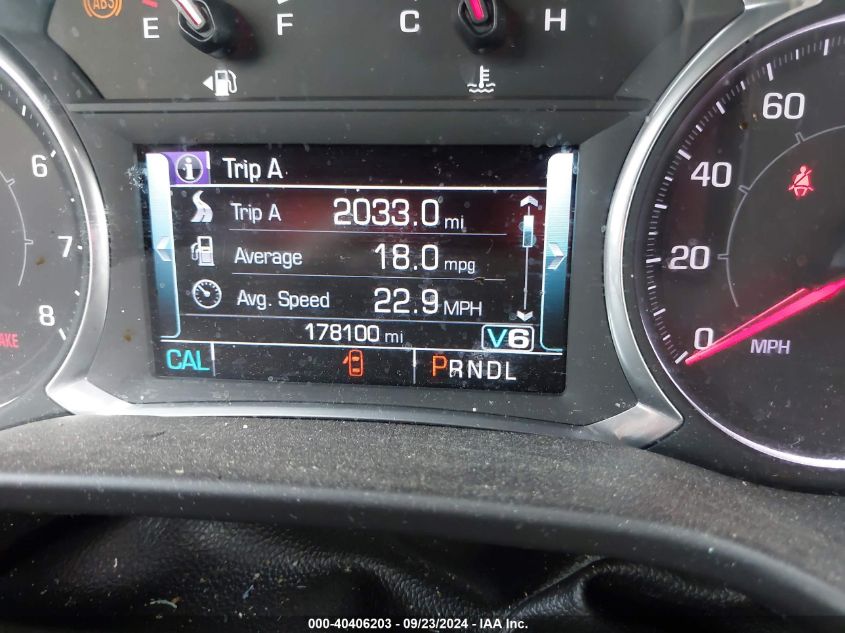 ABS
E F C H
Trip A
Trip A 2033.0 mi
Average 18.0 mpg
Avg. Speed 22.9 MPH
178100 mi V6
CAL PRNDL
6
7
8
60
40
20
0
MPH
000-40406203 - 09/23/2024 - IAA Inc.